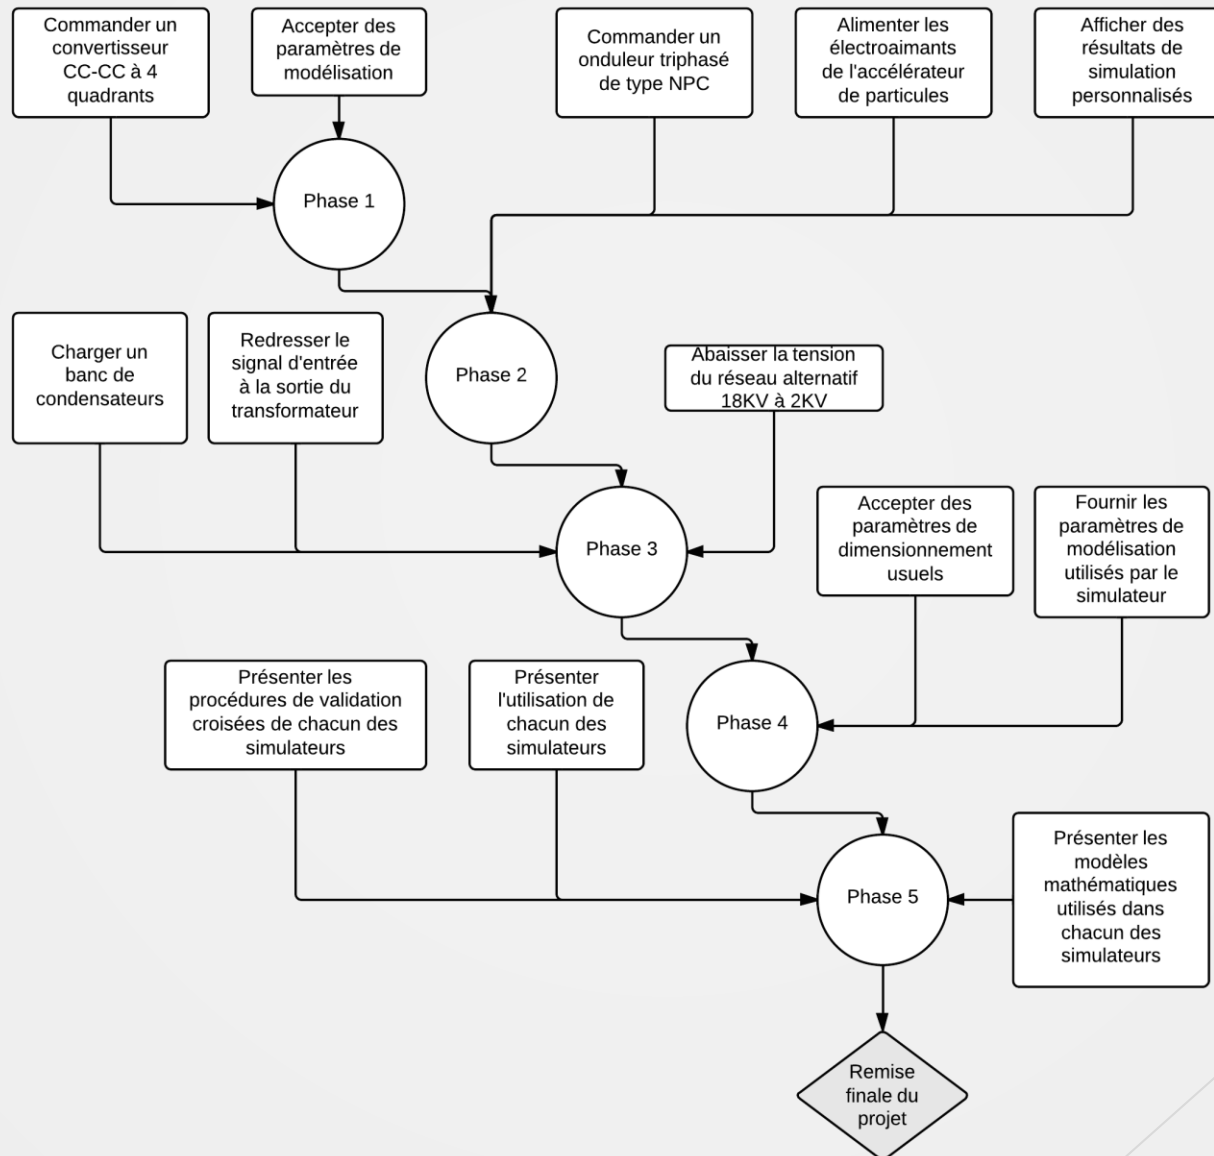 Commander un
convertisseur
CC-CC à 4
quadrants
Accepter des
paramètres de
modélisation
Commander un
onduleur triphasé
de type NPC
Alimenter les
électroaimants
de l'accélérateur
de particules
Afficher des
résultats de
simulation
personnalisés
Phase 1
Charger un
banc de
condensateurs
Redresser le
signal d'entrée
à la sortie du
transformateur
Phase 2
Abaisser la tension
du réseau alternatif
18KV à 2KV
Phase 3
Accepter des
paramètres de
dimensionnement
usuels
Fournir les
paramètres de
modélisation
utilisés par le
simulateur
Présenter les
procédures de validation
croisées de chacun des
simulateurs
Présenter
l'utilisation de
chacun des
simulateurs
Phase 4
Phase 5
Présenter les
modèles
mathématiques
utilisés dans
chacun des
simulateurs
Remise
finale du
projet